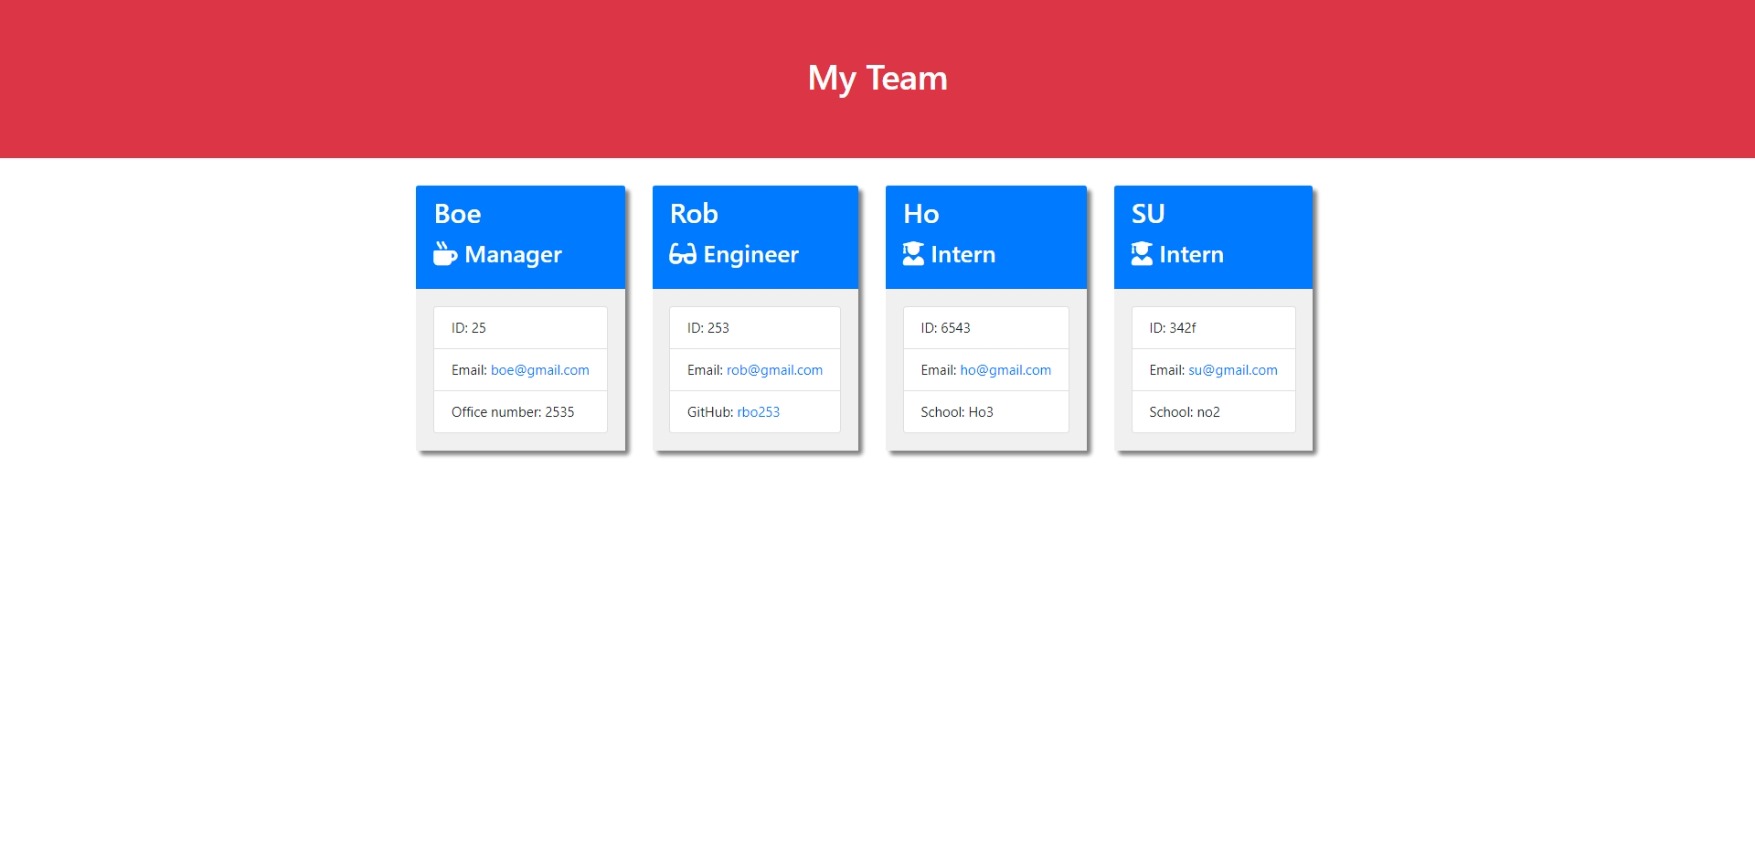 My Team
Boe
Manager
ID: 25
Email: boe@gmail.com
Office number: 2535
Rob
Engineer
ID: 253
Email: rob@gmail.com
GitHub: rbo253
Ho
Intern
ID: 6543
Email: ho@gmail.com
School: Ho3
SU
Intern
ID: 342f
Email: su@gmail.com
School: no2